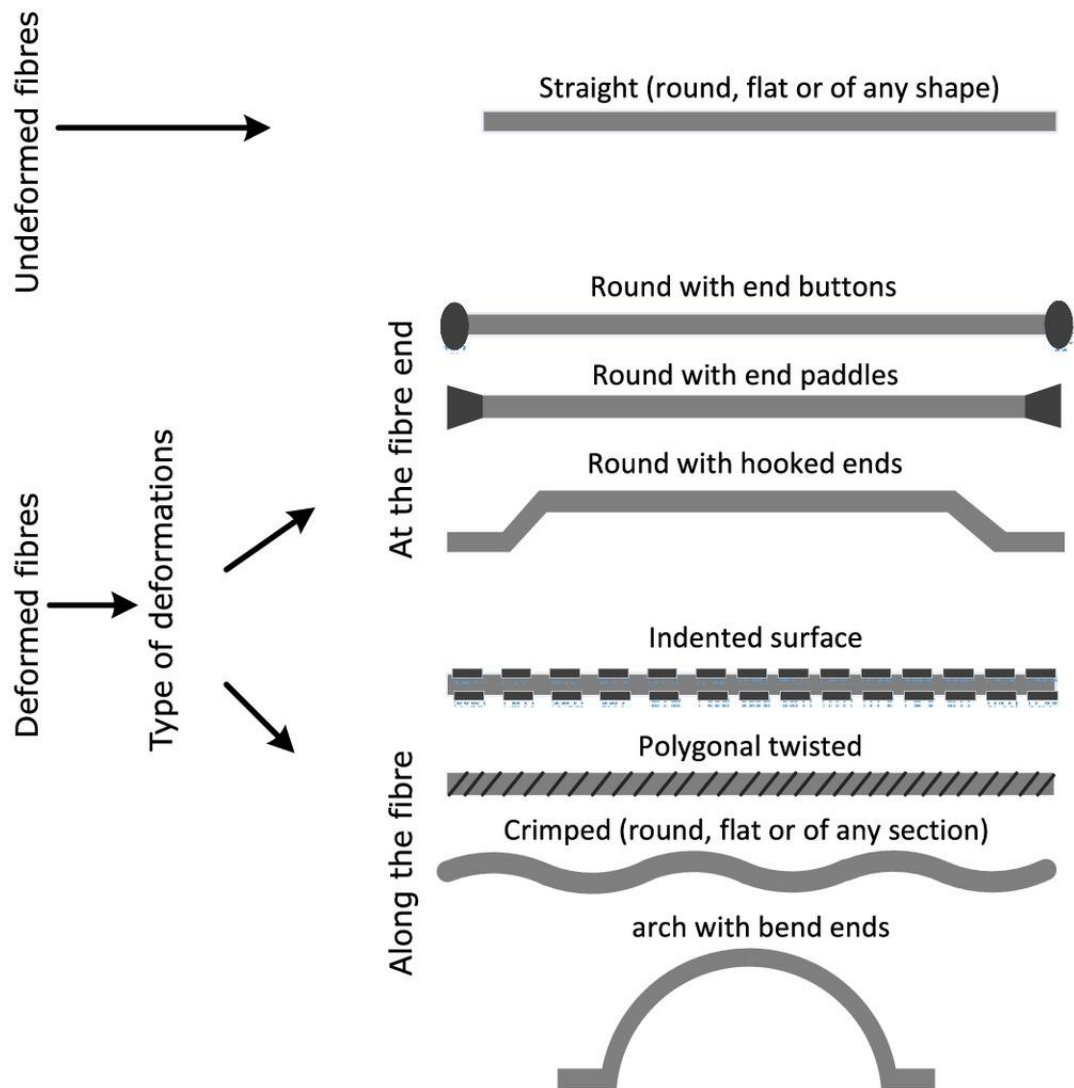 Undeformed fibres
Straight (round, flat or of any shape)
Deformed fibres
Type of deformations
At the fibre end
Round with end buttons
Round with end paddles
Round with hooked ends
Along the fibre
Indented surface
Polygonal twisted
Crimped (round, flat or of any section)
arch with bend ends